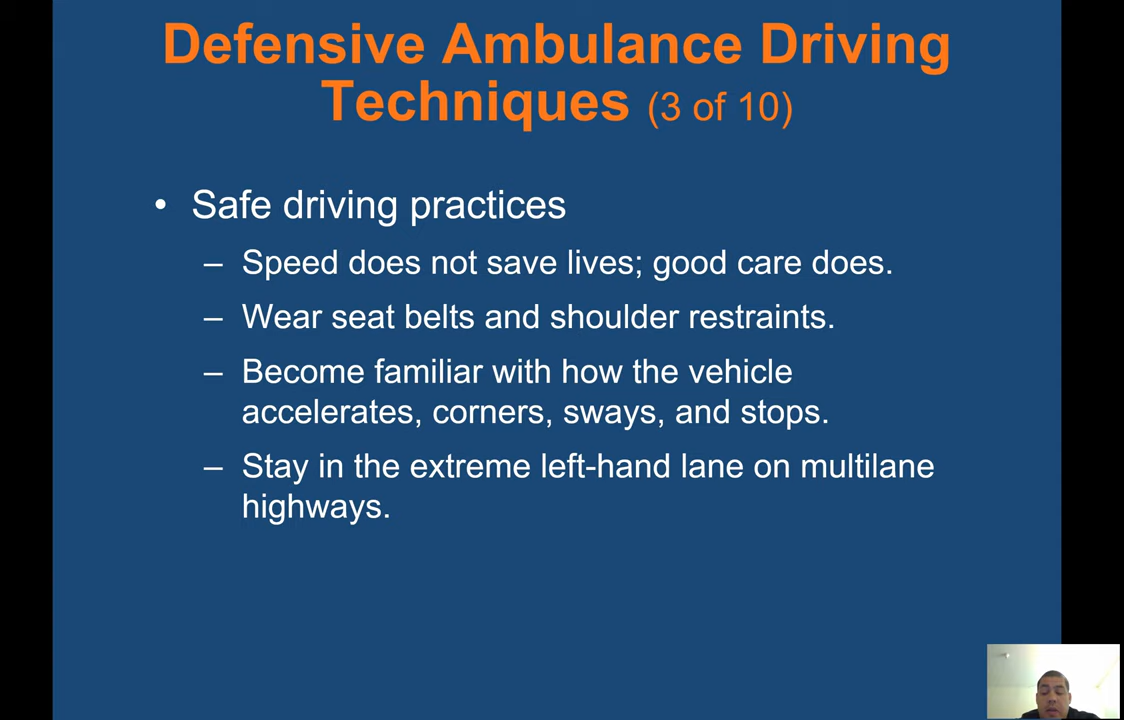 Defensive Ambulance Driving
Techniques (3 of 10)
• Safe driving practices
– Speed does not save lives; good care does.
– Wear seat belts and shoulder restraints.
– Become familiar with how the vehicle
accelerates, corners, sways, and stops.
– Stay in the extreme left-hand lane on multilane
highways.